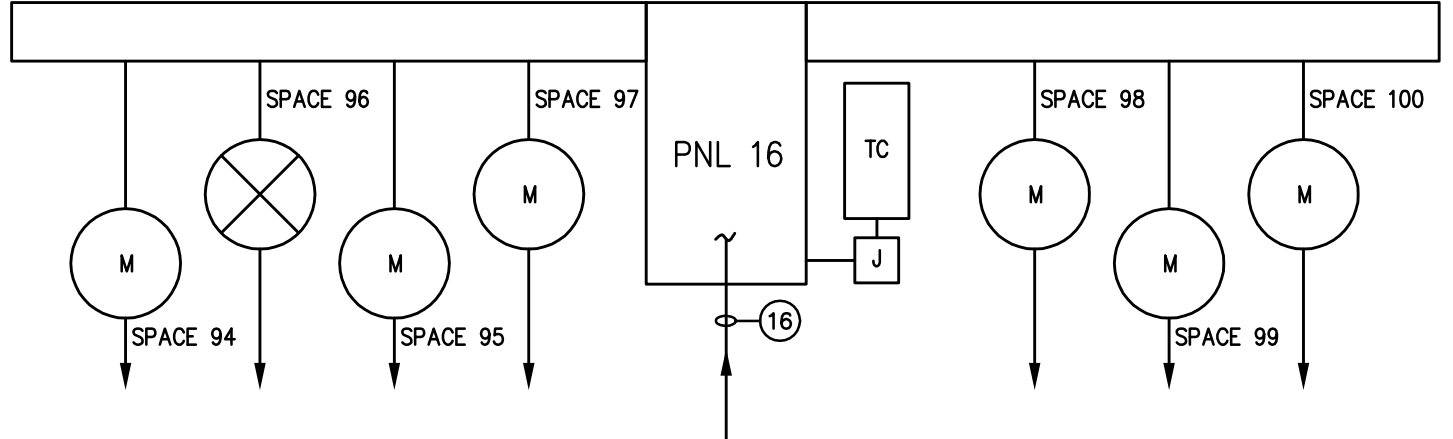 SPACE 96
SPACE 97
SPACE 98
SPACE 100
PNL 16
TC
M
M
M
M
M
M
J
16
SPACE 94
SPACE 95
SPACE 99